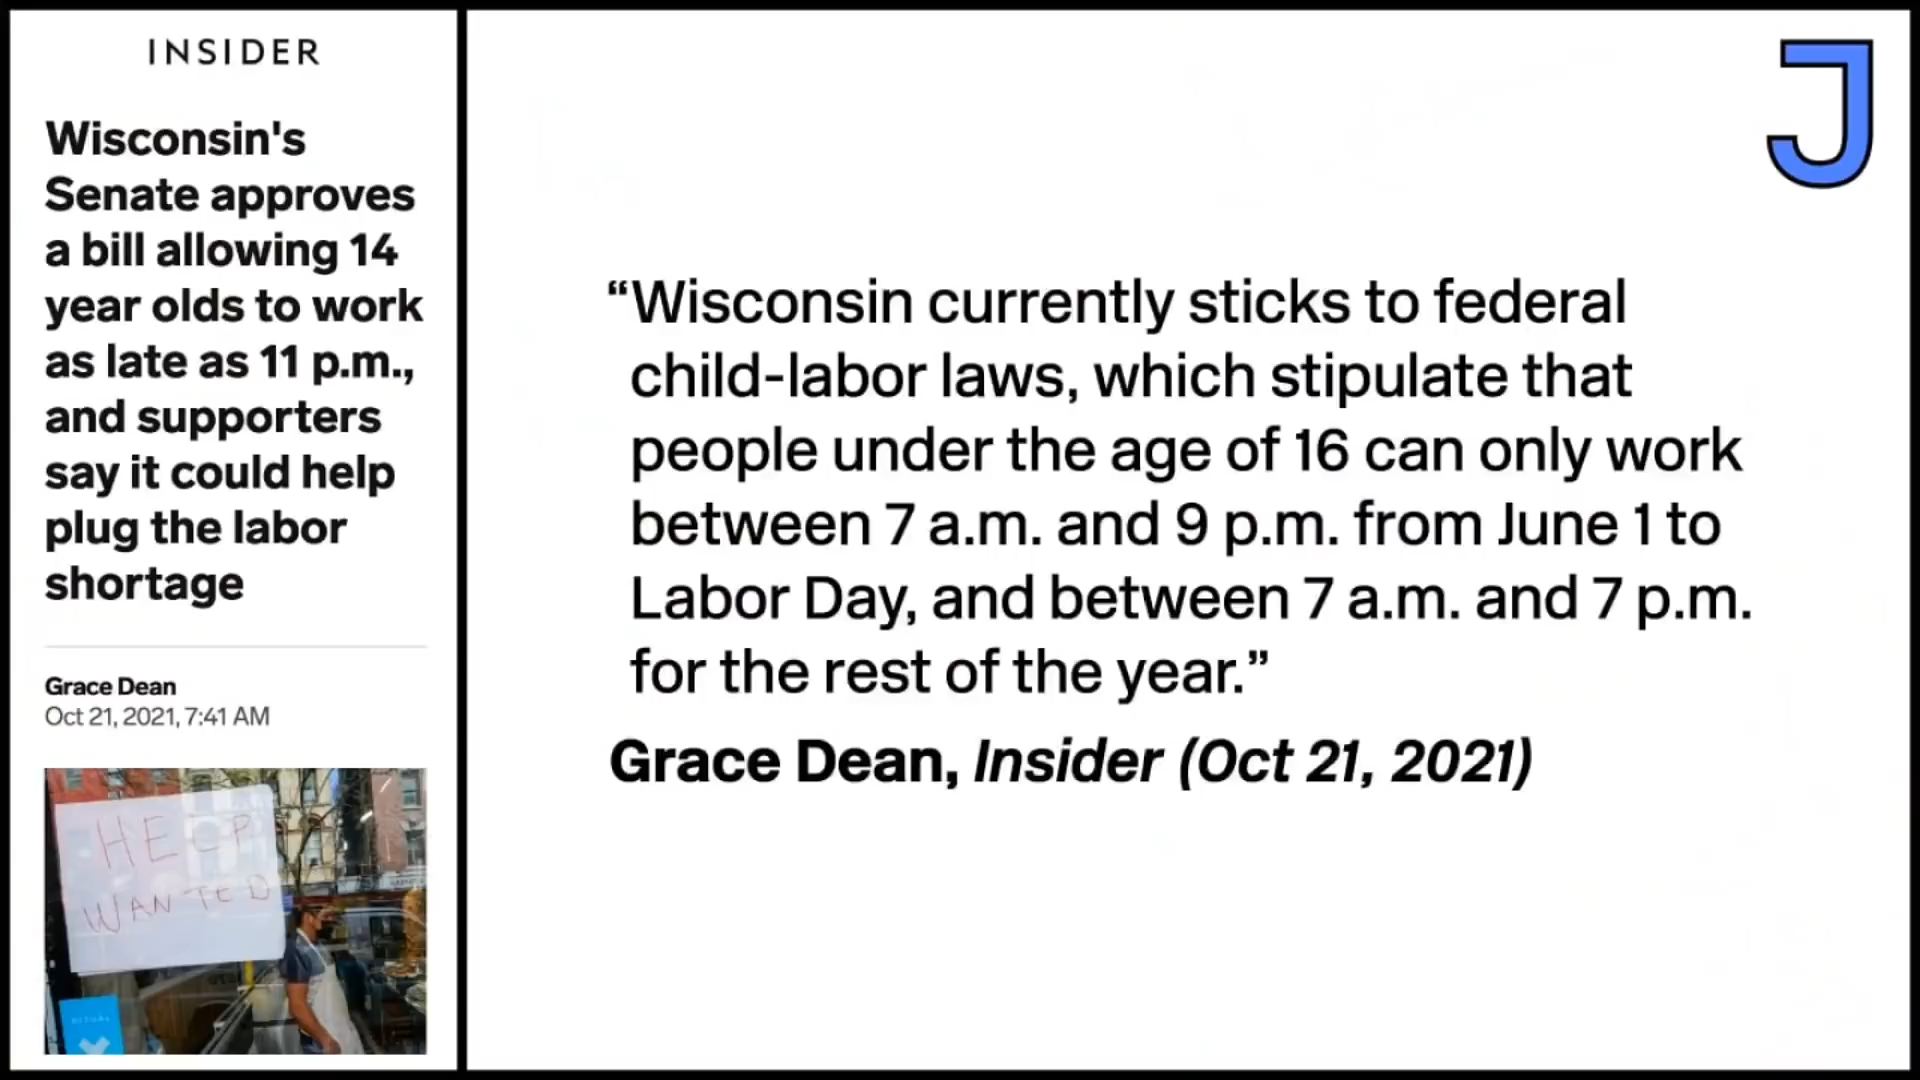 INSIDER
Wisconsin's
Senate approves
a bill allowing 14
year olds to work
as late as 11 p.m.,
and supporters
say it could help
plug the labor
shortage
Grace Dean
Oct 21, 2021, 7:41 AM
HELP
WANTED
RITUAL
J
“Wisconsin currently sticks to federal
child-labor laws, which stipulate that
people under the age of 16 can only work
between 7 a.m. and 9 p.m. from June 1 to
Labor Day, and between 7 a.m. and 7 p.m.
for the rest of the year.”
Grace Dean, Insider (Oct 21, 2021)